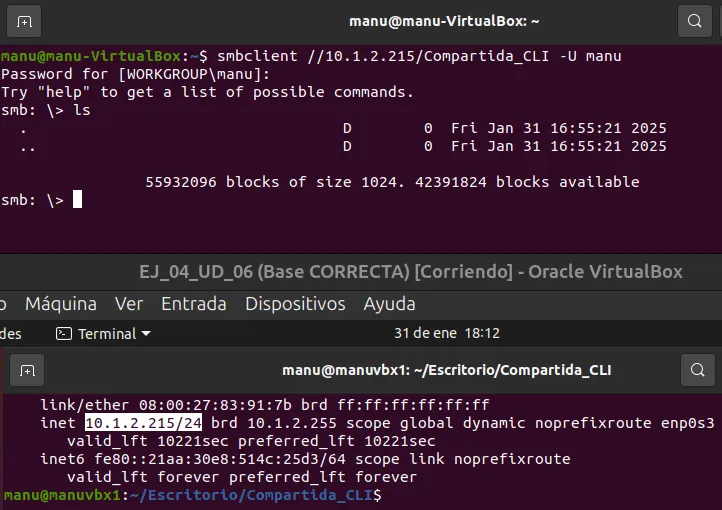 manu@manu-VirtualBox: ~
manu@manu-VirtualBox:~$ smbclient //10.1.2.215/Compartida_CLI -U manu
Password for [WORKGROUP\manu]:
Try "help" to get a list of possible commands.
smb: \> ls
. D 0 Fri Jan 31 16:55:21 2025
.. D 0 Fri Jan 31 16:55:21 2025
55932096 blocks of size 1024. 42391824 blocks available
smb: \>
EJ_04_UD_06 (Base CORRECTA) [Corriendo] - Oracle VirtualBox
o Máquina Ver Entrada Dispositivos Ayuda
des Terminal 31 de ene 18:12
manu@manuvbx1: ~/Escritorio/Compartida_CLI
link/ether 08:00:27:83:91:7b brd ff:ff:ff:ff:ff:ff
inet 10.1.2.215/24 brd 10.1.2.255 scope global dynamic noprefixroute enp0s3
valid_lft 10221sec preferred_lft 10221sec
inet6 fe80::21aa:30e8:514c:25d3/64 scope link noprefixroute
valid_lft forever preferred_lft forever
manu@manuvbx1:~/Escritorio/Compartida_CLI$